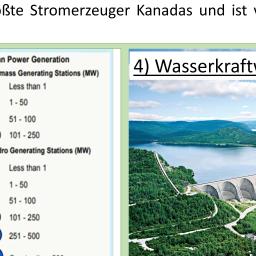 Stromerzeuger Kanadas und ist
n Power Generation
mass Generating Stations (MW)
Less than 1
1 - 50
51 - 100
101 - 250
dro Generating Stations (MW)
Less than 1
1 - 50
51 - 100
101 - 250
251 - 500
4) Wasserkraftw